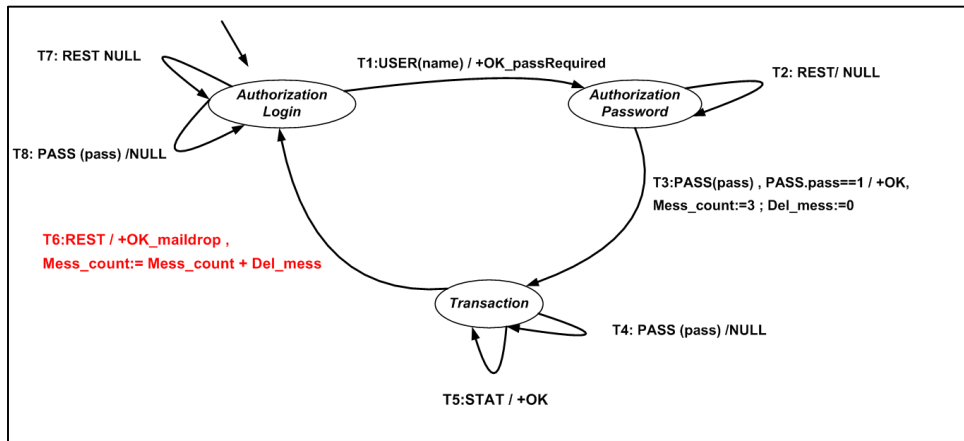 T7: REST NULL
T1:USER(name) / +OK_passRequired
T2: REST/ NULL
Authorization
Login
Authorization
Password
T8: PASS (pass) /NULL
T3:PASS(pass) , PASS.pass==1 / +OK,
Mess_count:=3 ; Del_mess:=0
T6:REST / +OK_maildrop ,
Mess_count:= Mess_count + Del_mess
Transaction
T4: PASS (pass) /NULL
T5:STAT / +OK